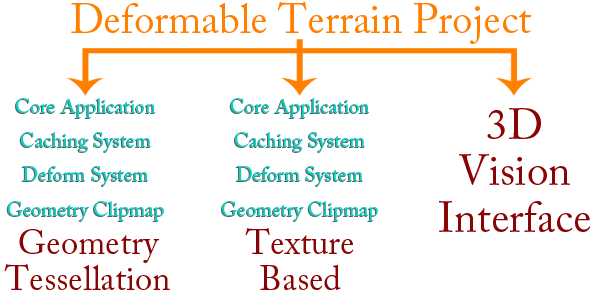 Deformable Terrain Project
Core Application
Caching System
Deform System
Geometry Clipmap
Geometry
Tessellation
Core Application
Caching System
Deform System
Geometry Clipmap
Texture
Based
3D
Vision
Interface